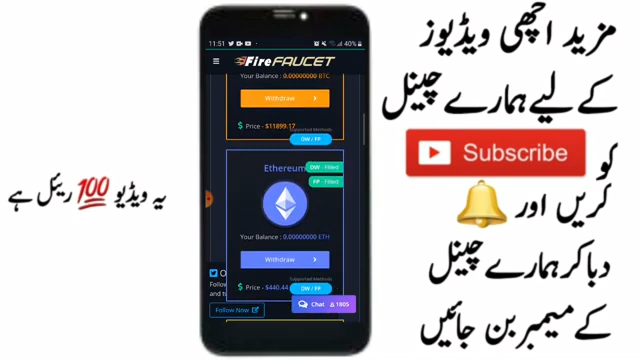 مزید اچھی ویڈیوز
کے لیے ہمارے چینل
Subscribe کو
کریں اور
دبا کر ہمارے چینل
کے میمبر بن جائیں
یہ ویڈیو 💯 رئیل ہے
11:51
40%
FireFAUCET
Your Balance : 0.00000000 BTC
Withdraw
Price - $11899.17
Supported Methods
DW / FP
Ethereum
DW - Filled
FP - Filled
Your Balance : 0.00000000 ETH
Withdraw
Supported Methods
Price - $440.44
DW / FP
Follow
and t
Chat 1805
Follow Now